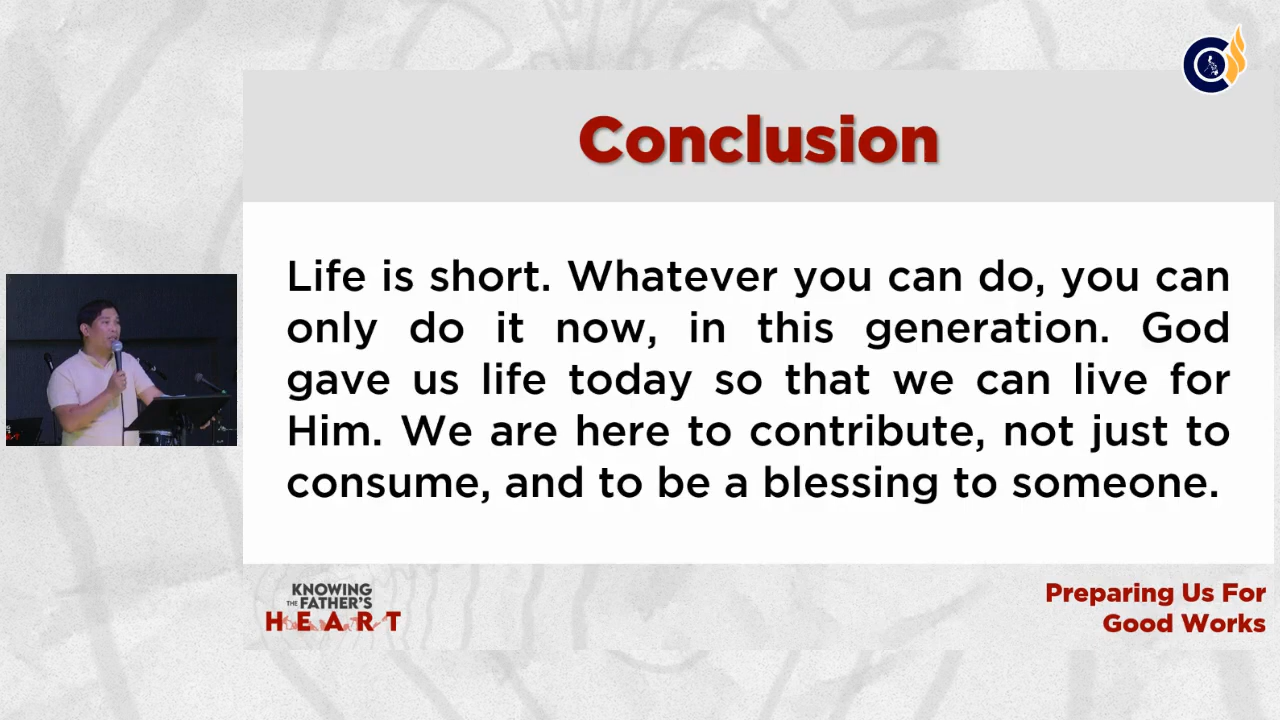 Conclusion
Life is short. Whatever you can do, you can
only do it now, in this generation. God
gave us life today so that we can live for
Him. We are here to contribute, not just to
consume, and to be a blessing to someone.
KNOWING
THE FATHER'S
HEART
Preparing Us For
Good Works